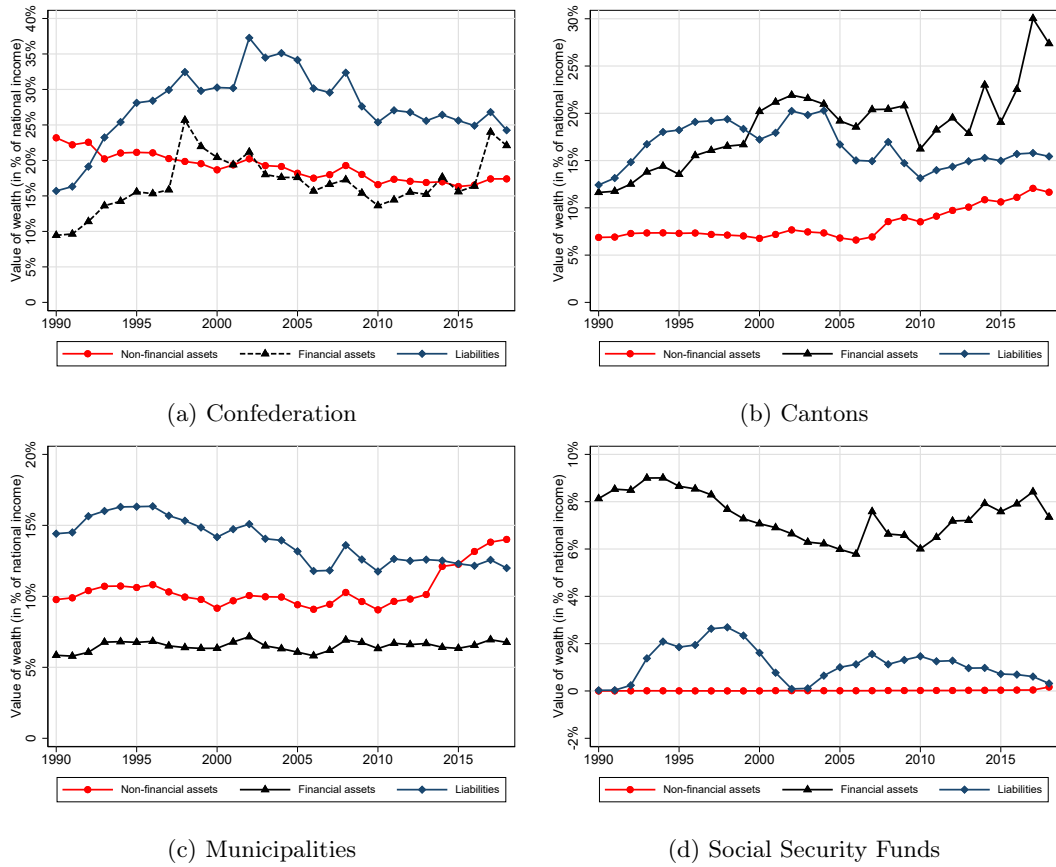 Value of wealth (in % of national income)
40%
35%
30%
25%
20%
15%
10%
5%
0
1990 1995 2000 2005 2010 2015
Non-financial assets Financial assets Liabilities
(a) Confederation
Value of wealth (in % of national income)
30%
25%
20%
15%
10%
5%
0
1990 1995 2000 2005 2010 2015
Non-financial assets Financial assets Liabilities
(b) Cantons
Value of wealth (in % of national income)
20%
15%
10%
5%
0
1990 1995 2000 2005 2010 2015
Non-financial assets Financial assets Liabilities
(c) Municipalities
Value of wealth (in % of national income)
10%
8%
6%
4%
2%
0
-2%
1990 1995 2000 2005 2010 2015
Non-financial assets Financial assets Liabilities
(d) Social Security Funds